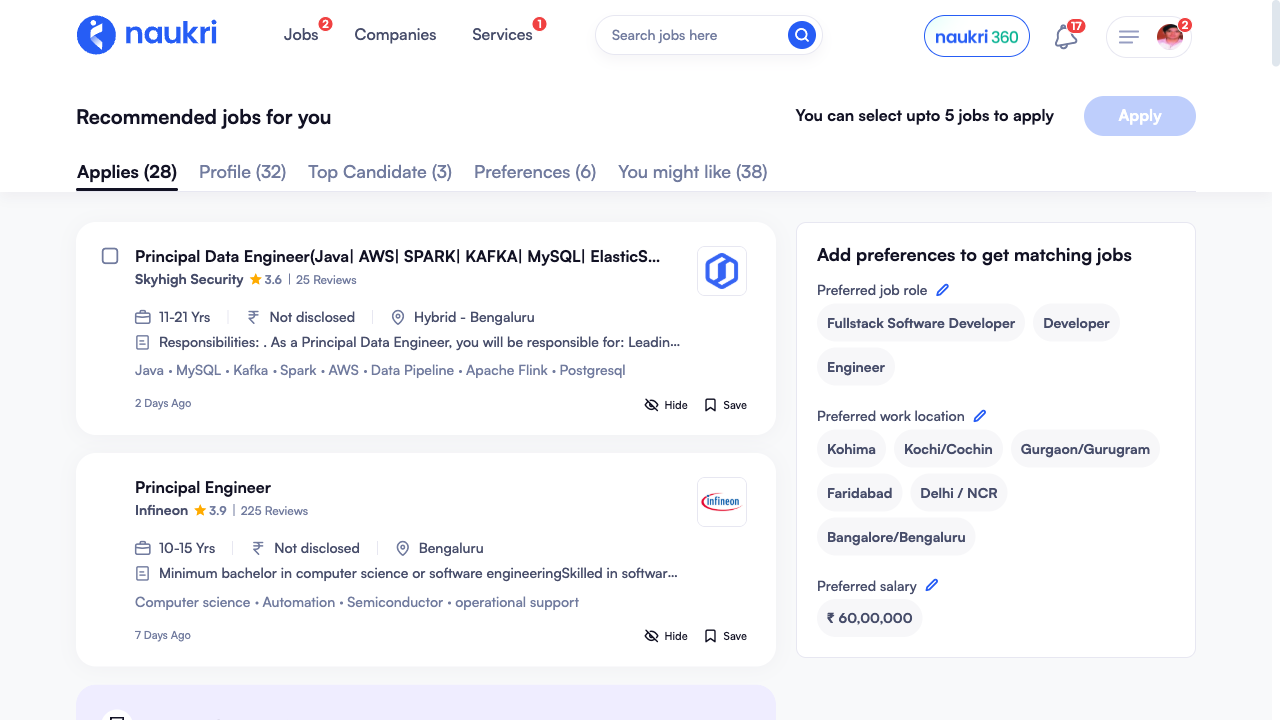 naukri
Jobs 2
Companies
Services 1
Search jobs here
naukri 360
17
2
Recommended jobs for you
You can select upto 5 jobs to apply
Apply
Applies (28) Profile (32) Top Candidate (3) Preferences (6) You might like (38)
Principal Data Engineer(Java| AWS| SPARK| KAFKA| MySQL| ElasticS...
Skyhigh Security 3.6 | 25 Reviews
11-21 Yrs ₹ Not disclosed Hybrid - Bengaluru
Responsibilities: . As a Principal Data Engineer, you will be responsible for: Leadin...
Java • MySQL • Kafka • Spark • AWS • Data Pipeline • Apache Flink • Postgresql
2 Days Ago
Hide Save
Principal Engineer
Infineon 3.9 | 225 Reviews
infineon
10-15 Yrs ₹ Not disclosed Bengaluru
Minimum bachelor in computer science or software engineeringSkilled in softwar...
Computer science • Automation • Semiconductor • operational support
7 Days Ago
Hide Save
Add preferences to get matching jobs
Preferred job role
Fullstack Software Developer Developer
Engineer
Preferred work location
Kohima Kochi/Cochin Gurgaon/Gurugram
Faridabad Delhi / NCR
Bangalore/Bengaluru
Preferred salary
₹ 60,00,000